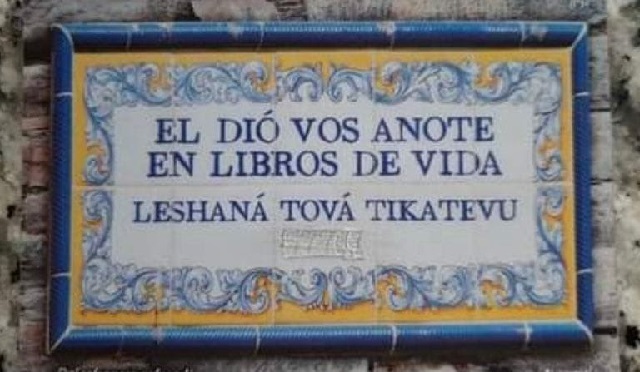 EL DIÓ VOS ANOTE
EN LIBROS DE VIDA
LESHANÁ TOVÁ TIKATEVU